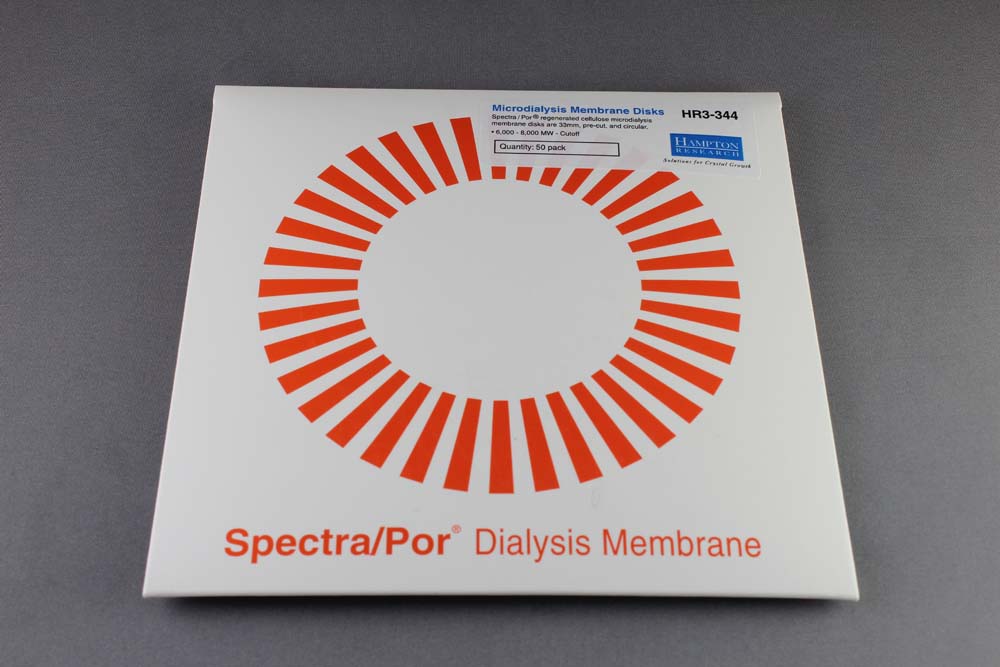 Microdialysis Membrane Disks
HR3-344
Spectra/Por® regenerated cellulose microdialysis
membrane disks are 33mm, pre-cut, and circular.
• 6,000 - 8,000 MW - Cutoff
Quantity: 50 pack
HAMPTON
RESEARCH
Solutions for Crystal Growth
Spectra/Por® Dialysis Membrane